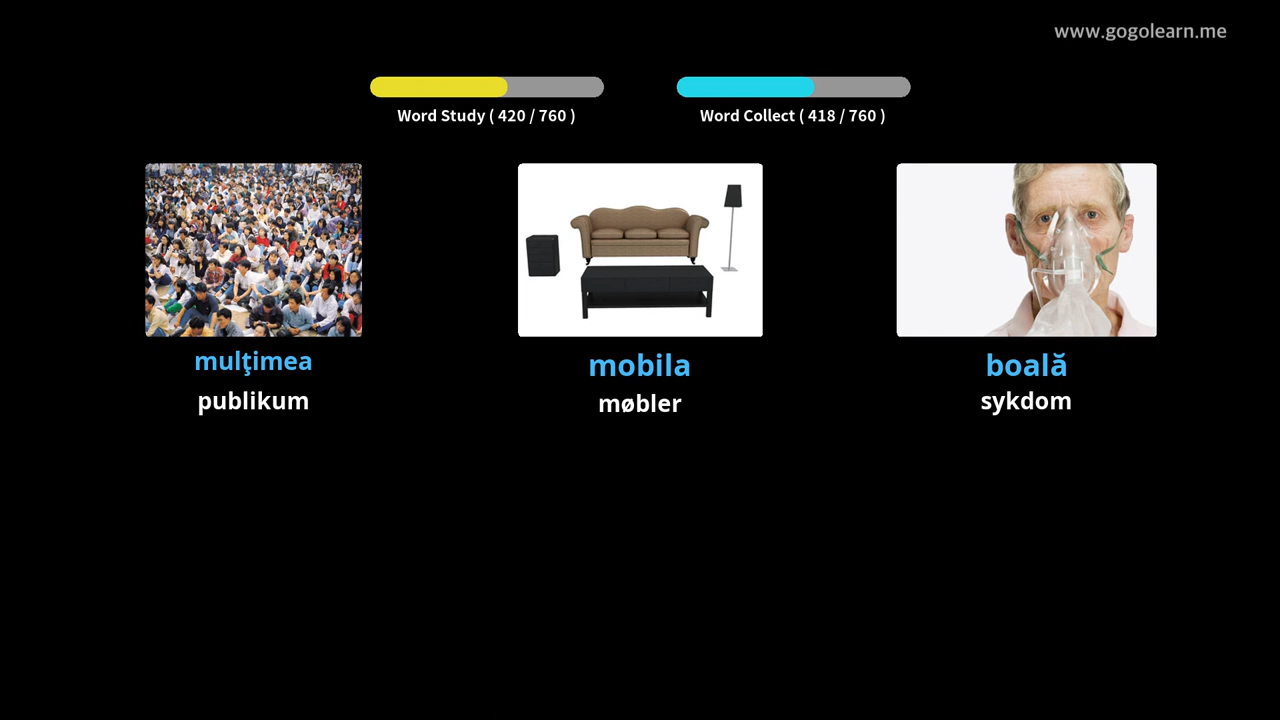 www.gogolearn.me
Word Study ( 420 / 760 )
Word Collect ( 418 / 760 )
mulţimea
mobila
boală
publikum
møbler
sykdom